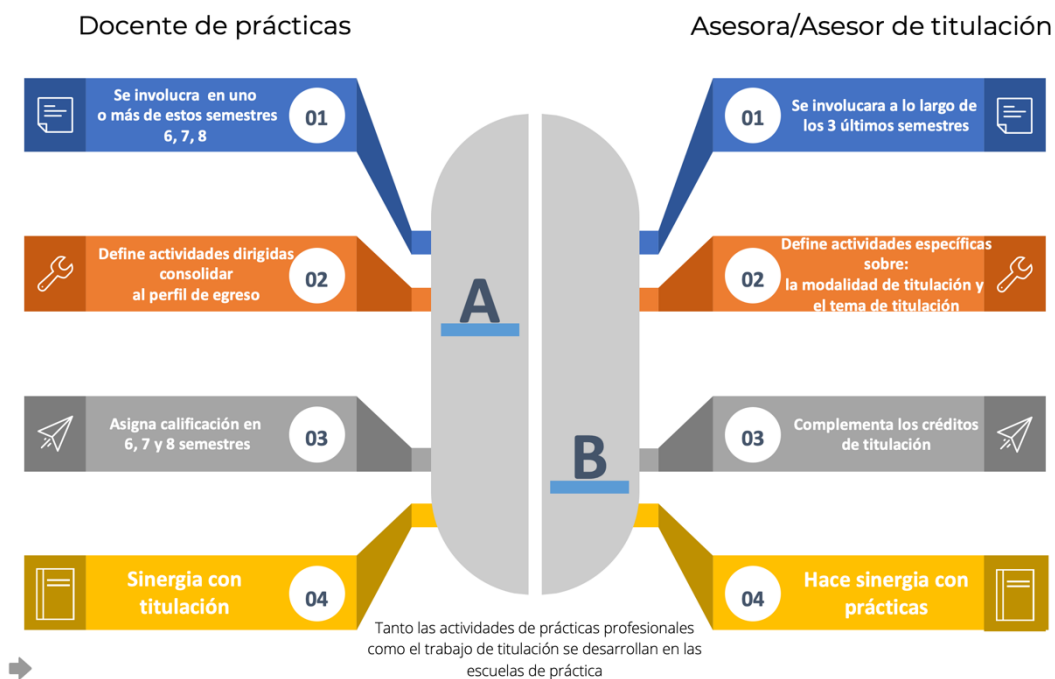 Docente de prácticas
Se involucra en uno
o más de estos semestres
6, 7, 8
01
Define actividades dirigidas
consolidar
al perfil de egreso
02
Asigna calificación en
6, 7 y 8 semestres
03
Sinergia con
titulación
04
A
B
Asesora/Asesor de titulación
01
Se involucara a lo largo de
los 3 últimos semestres
02
Define actividades específicas
sobre:
la modalidad de titulación y
el tema de titulación
03
Complementa los créditos
de titulación
04
Hace sinergia con
prácticas
Tanto las actividades de prácticas profesionales
como el trabajo de titulación se desarrollan en las
escuelas de práctica